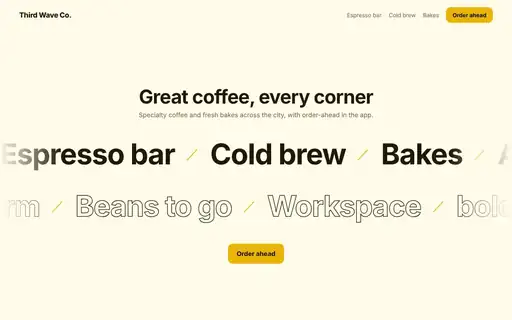 Third Wave Co.
Espresso bar Cold brew Bakes Order ahead
Great coffee, every corner
Specialty coffee and fresh bakes across the city, with order-ahead in the app.
Espresso bar / Cold brew / Bakes /
/ Beans to go / Workspace /
Order ahead